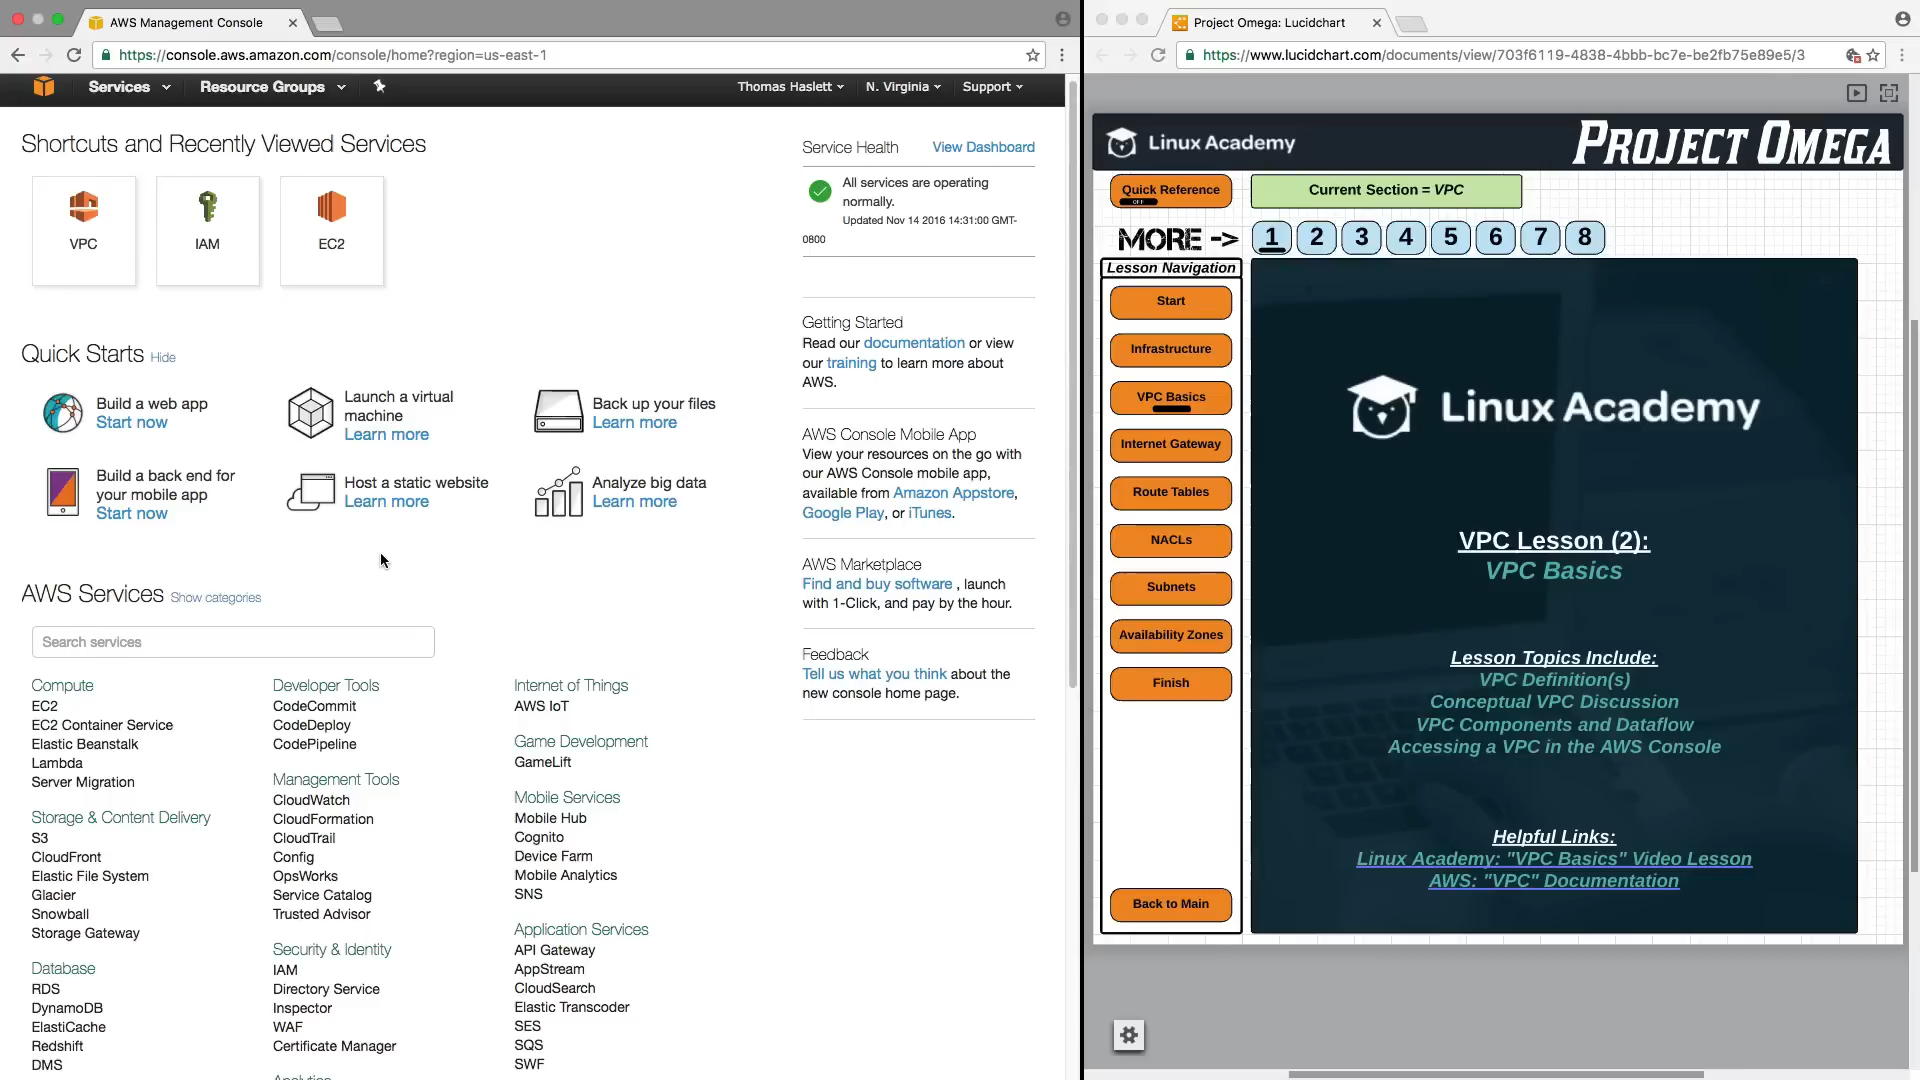 AWS Management Console
https://console.aws.amazon.com/console/home?region=us-east-1
Services
Resource Groups
Thomas Haslett
N. Virginia
Support
Shortcuts and Recently Viewed Services
VPC
IAM
EC2
Quick Starts Hide
Build a web app
Start now
Launch a virtual
machine
Learn more
Back up your files
Learn more
Build a back end for
your mobile app
Start now
Host a static website
Learn more
Analyze big data
Learn more
AWS Services Show categories
Search services
Compute
EC2
EC2 Container Service
Elastic Beanstalk
Lambda
Server Migration
Storage & Content Delivery
S3
CloudFront
Elastic File System
Glacier
Snowball
Storage Gateway
Database
RDS
DynamoDB
ElastiCache
Redshift
DMS
Developer Tools
CodeCommit
CodeDeploy
CodePipeline
Management Tools
CloudWatch
CloudFormation
CloudTrail
Config
OpsWorks
Service Catalog
Trusted Advisor
Security & Identity
IAM
Directory Service
Inspector
WAF
Certificate Manager
Analytics
Internet of Things
AWS IoT
Game Development
GameLift
Mobile Services
Mobile Hub
Cognito
Device Farm
Mobile Analytics
SNS
Application Services
API Gateway
AppStream
CloudSearch
Elastic Transcoder
SES
SQS
SWF
Service Health
View Dashboard
All services are operating
normally.
Updated Nov 14 2016 14:31:00 GMT-
0800
Getting Started
Read our documentation or view
our training to learn more about
AWS.
AWS Console Mobile App
View your resources on the go with
our AWS Console mobile app,
available from Amazon Appstore,
Google Play, or iTunes.
AWS Marketplace
Find and buy software , launch
with 1-Click, and pay by the hour.
Feedback
Tell us what you think about the
new console home page.
Project Omega: Lucidchart
https://www.lucidchart.com/documents/view/703f6119-4838-4bbb-bc7e-be2fb75e89e5/3
Linux Academy
PROJECT OMEGA
Quick Reference
OFF
Current Section = VPC
MORE ->
1 2 3 4 5 6 7 8
Lesson Navigation
Start
Infrastructure
VPC Basics
Internet Gateway
Route Tables
NACLs
Subnets
Availability Zones
Finish
Back to Main
Linux Academy
VPC Lesson (2):
VPC Basics
Lesson Topics Include:
VPC Definition(s)
Conceptual VPC Discussion
VPC Components and Dataflow
Accessing a VPC in the AWS Console
Helpful Links:
Linux Academy: "VPC Basics" Video Lesson
AWS: "VPC" Documentation